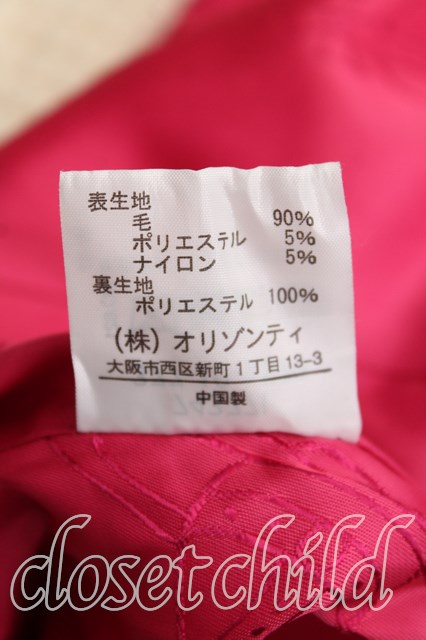 表生地
毛 90%
ポリエステル 5%
ナイロン 5%
裏生地
ポリエステル 100%
（株）オリゾンティ
大阪市西区新町1丁目13-3
中国製
closetchild